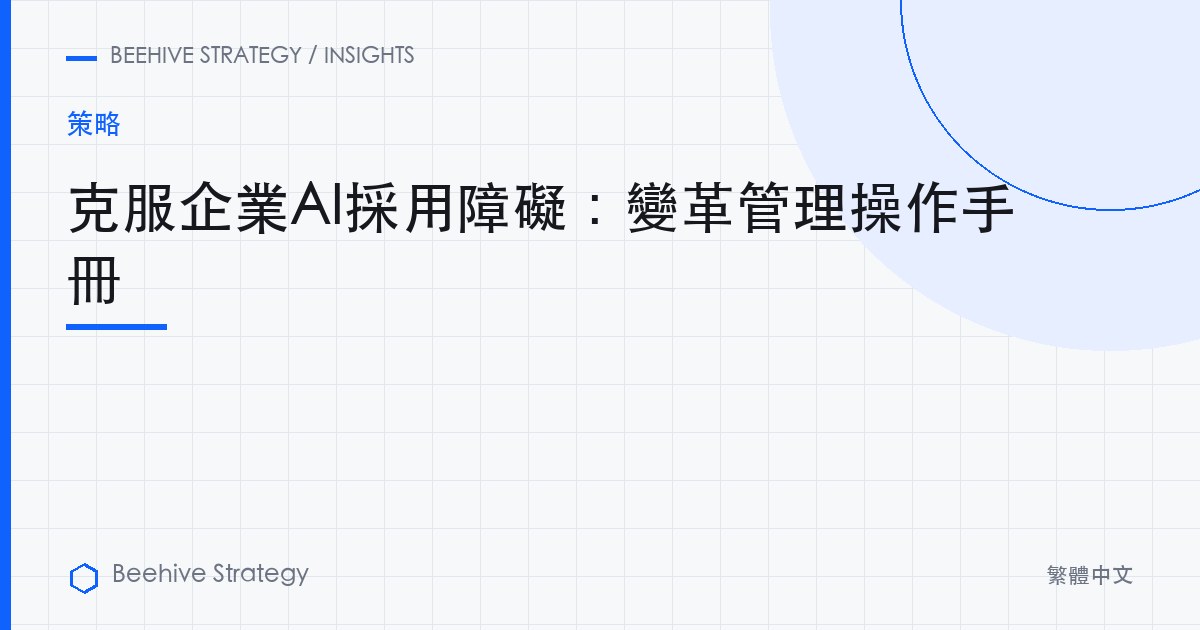 BEEHIVE STRATEGY / INSIGHTS
策略
克服企業AI採用障礙：變革管理操作手
冊
Beehive Strategy
繁體中文